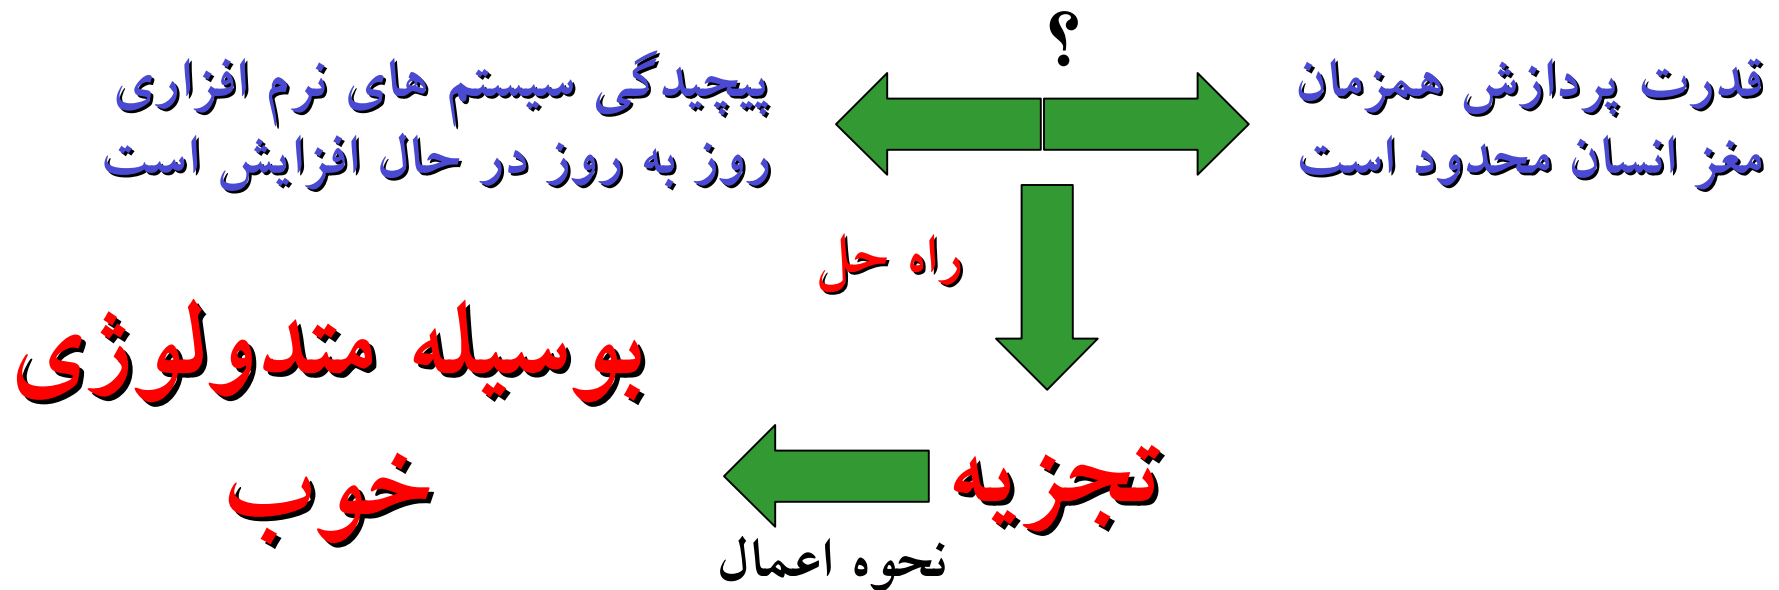 ؟
قدرت پردازش همزمان
مغز انسان محدود است
پیچیدگی سیستم های نرم افزاری
روز به روز در حال افزایش است
راه حل
تجزیه
نحوه اعمال
بوسیله متدولوژی
خوب